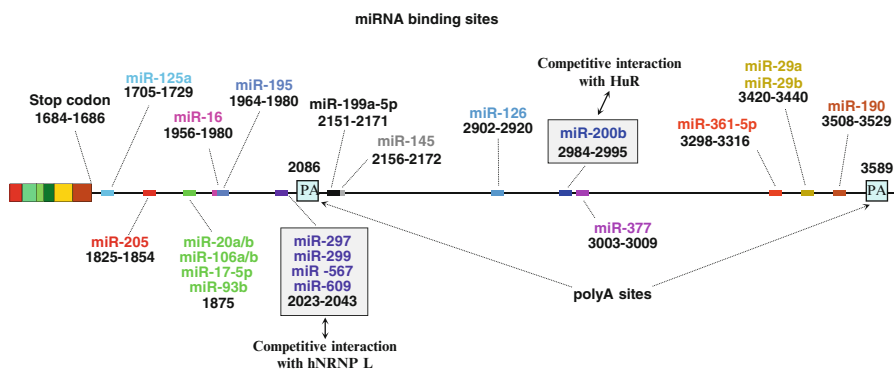 miRNA binding sites
Stop codon
1684-1686
miR-125a
1705-1729
miR-16
1956-1980
miR-195
1964-1980
miR-199a-5p
2151-2171
miR-145
2156-2172
miR-126
2902-2920
Competitive interaction
with HuR
miR-200b
2984-2995
miR-361-5p
3298-3316
miR-29a
miR-29b
3420-3440
miR-190
3508-3529
2086
PA
3589
PA
miR-205
1825-1854
miR-20a/b
miR-106a/b
miR-17-5p
miR-93b
1875
miR-297
miR-299
miR -567
miR-609
2023-2043
Competitive interaction
with hNRNP L
miR-377
3003-3009
polyA sites